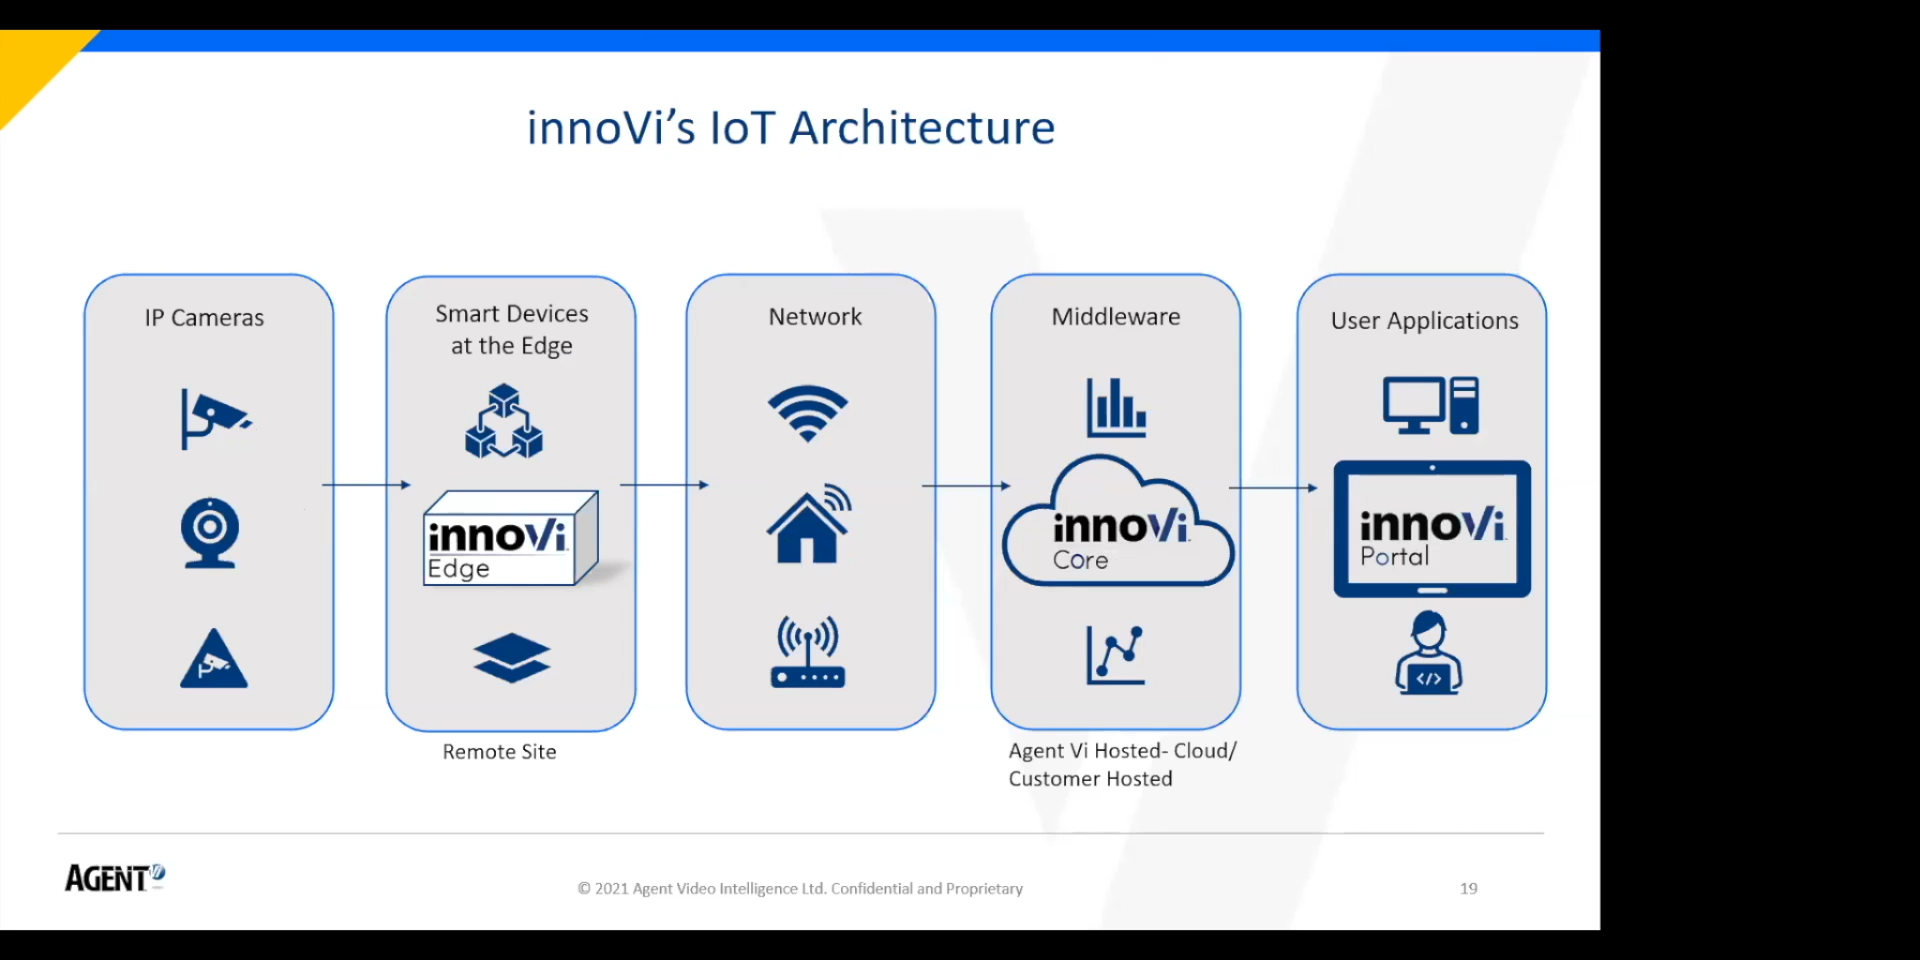 innoVi’s IoT Architecture
IP Cameras
Smart Devices
at the Edge
innoVi
Edge
Remote Site
Network
Middleware
innoVi
Core
Agent Vi Hosted- Cloud/
Customer Hosted
User Applications
innoVi
Portal
</>
AGENT Vi
© 2021 Agent Video Intelligence Ltd. Confidential and Proprietary
19